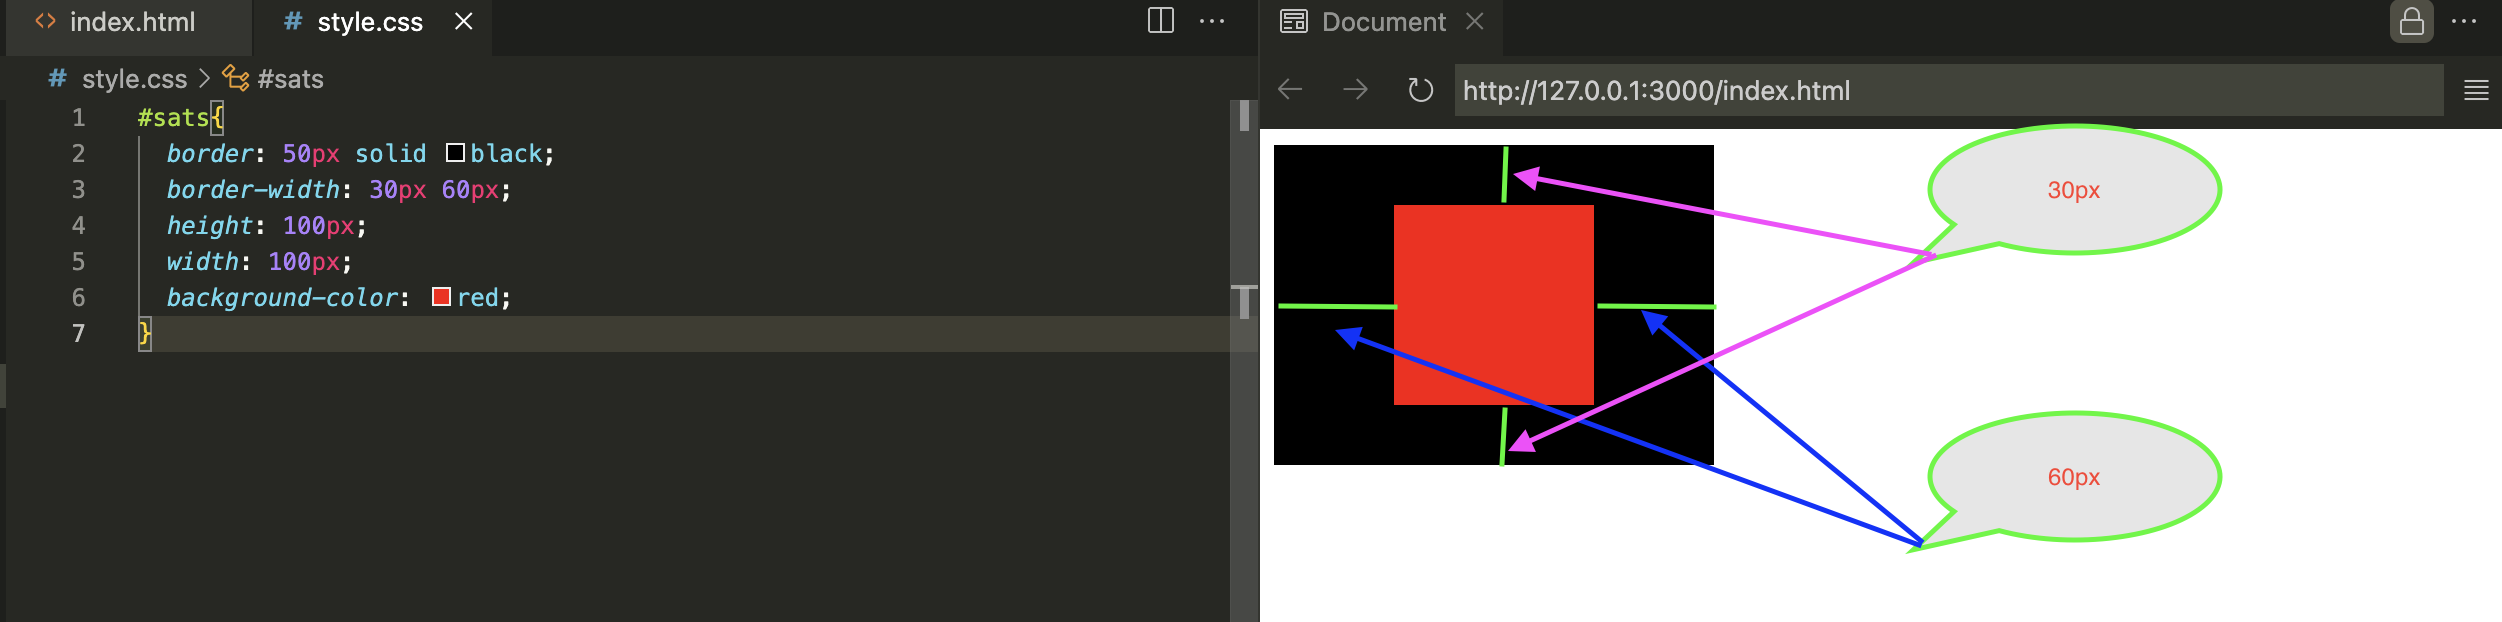 index.html
# style.css
# style.css > #sats
1 #sats{
2 border: 50px solid black;
3 border-width: 30px 60px;
4 height: 100px;
5 width: 100px;
6 background-color: red;
7 }
Document
http://127.0.0.1:3000/index.html
30px
60px